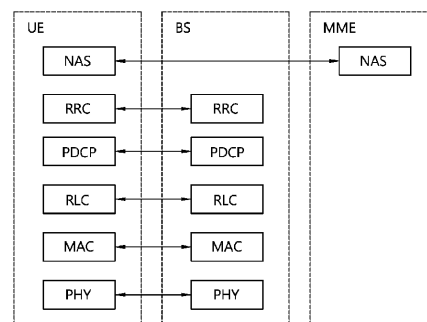 UE BS MME
NAS NAS
RRC RRC
PDCP PDCP
RLC RLC
MAC MAC
PHY PHY